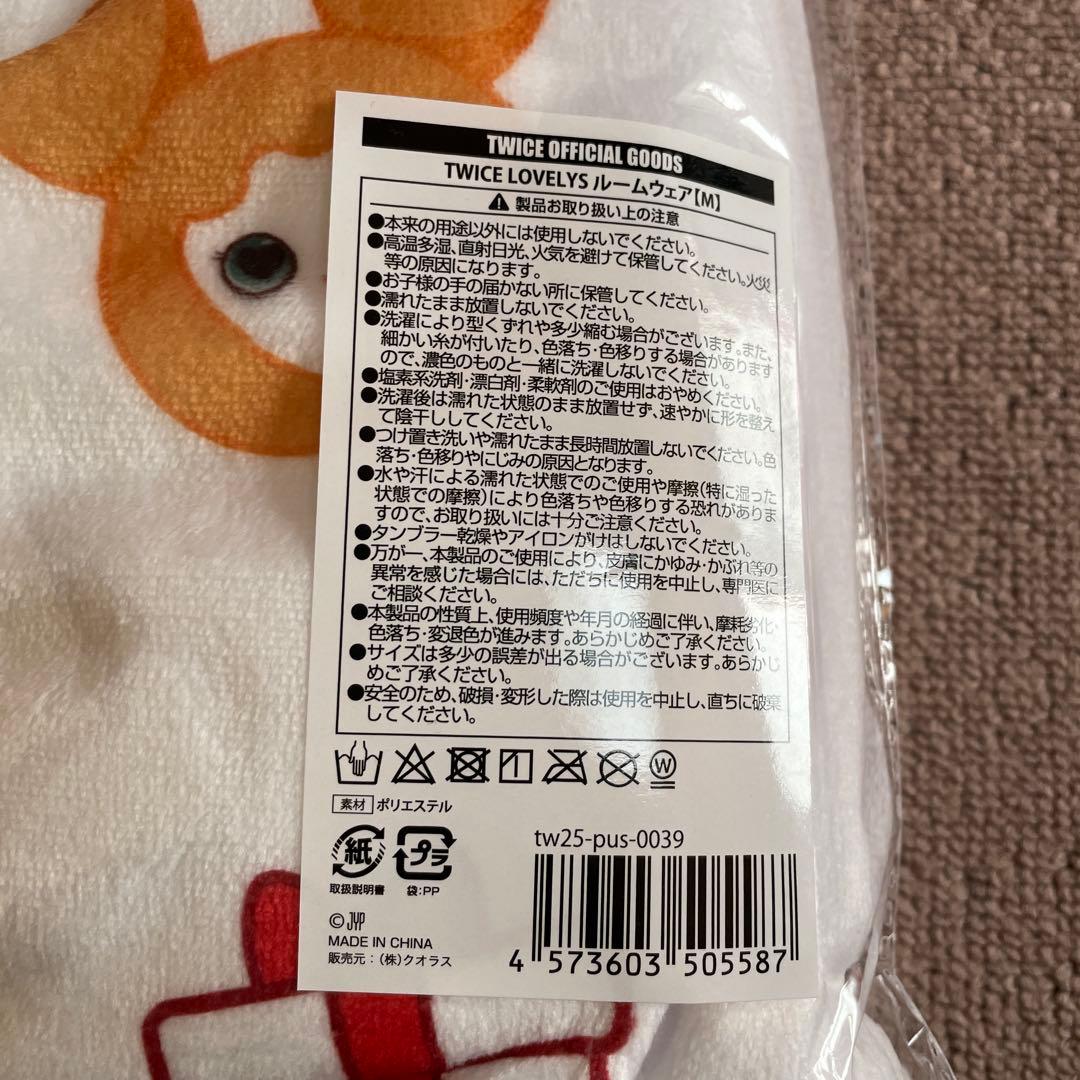 TWICE OFFICIAL GOODS
TWICE LOVELYS ルームウェア【M】
⚠ 製品お取り扱い上の注意
●本来の用途以外には使用しないでください。
●高温多湿、直射日光、火気を避けて保管してください。火災
等の原因になります。
●お子様の手の届かない所に保管してください。
●濡れたまま放置しないでください。
●洗濯により型くずれや多少縮む場合がございます。また、
細かい糸が付いたり、色落ち・色移りする場合があります
ので、濃色のものと一緒に洗濯しないでください。
●塩素系洗剤・漂白剤・柔軟剤のご使用はおやめください。
●洗濯後は濡れた状態のまま放置せず、速やかに形を整え
て陰干ししてください。
●つけ置き洗いや濡れたまま長時間放置しないでください。色
落ち・色移りやにじみの原因となります。
●水や汗による濡れた状態でのご使用や摩擦(特に湿った
状態での摩擦)により色落ちや色移りする恐れがありま
すので、お取り扱いには十分ご注意ください。
●タンブラー乾燥やアイロンがけはしないでください。
●万が一、本製品のご使用により、皮膚にかゆみ・かぶれ等の
異常を感じた場合には、ただちに使用を中止し、専門医に
ご相談ください。
●本製品の性質上、使用頻度や年月の経過に伴い、摩耗劣化・
色落ち・変退色が進みます。あらかじめご了承ください。
●サイズは多少の誤差が出る場合がございます。あらかじ
めご了承ください。
●安全のため、破損・変形した際は使用を中止し、直ちに破棄
してください。
W
素材 ポリエステル
紙 プラ
取扱説明書 袋:PP
tw25-pus-0039
© JYP
MADE IN CHINA
販売元:(株)クオラス
4 573603 505587